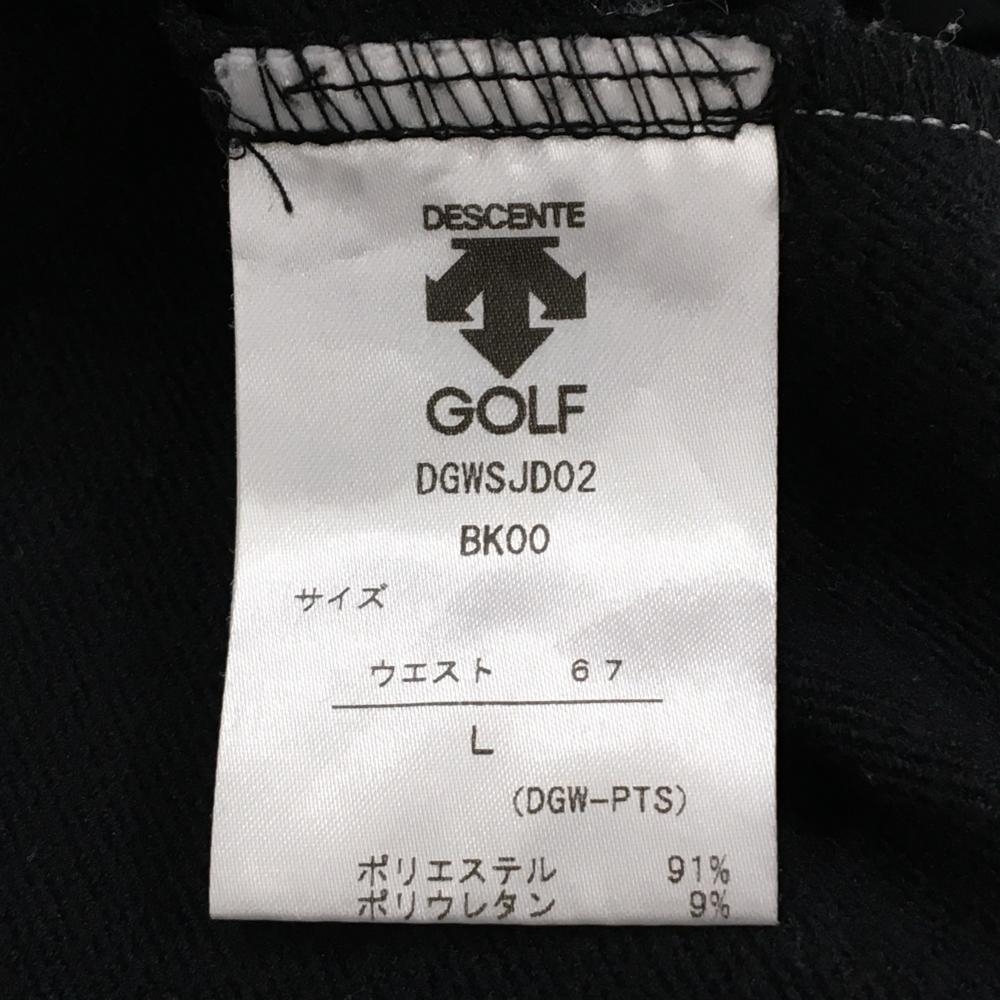 DESCENTE
GOLF
DGWSJD02
BK00
サイズ
ウエスト 67
L
(DGW-PTS)
ポリエステル 91%
ポリウレタン 9%